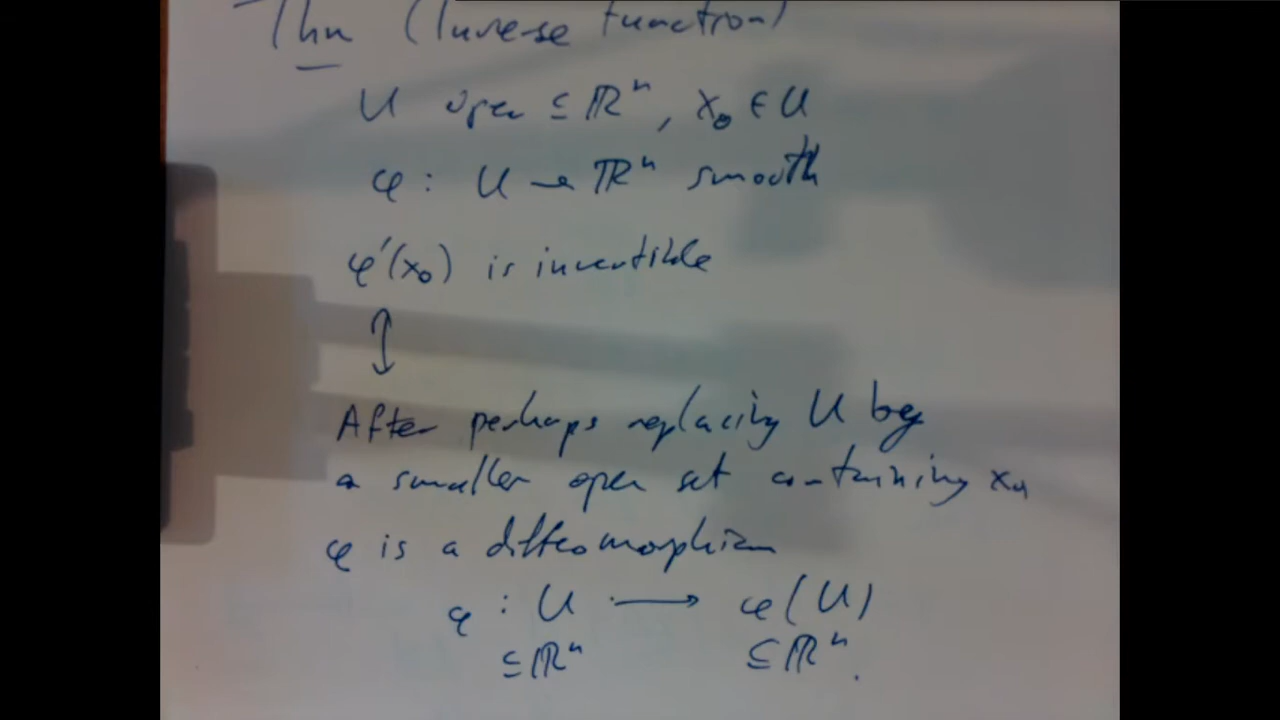 Thm (Inverse function)
U open ⊆ ℝⁿ, x₀ ∈ U
φ : U → ℝⁿ smooth
φ'(x₀) is invertible
↕
After perhaps replacing U by
a smaller open set containing x₀
φ is a diffeomorphism
φ : U → φ(U)
⊆ℝⁿ ⊆ℝⁿ.